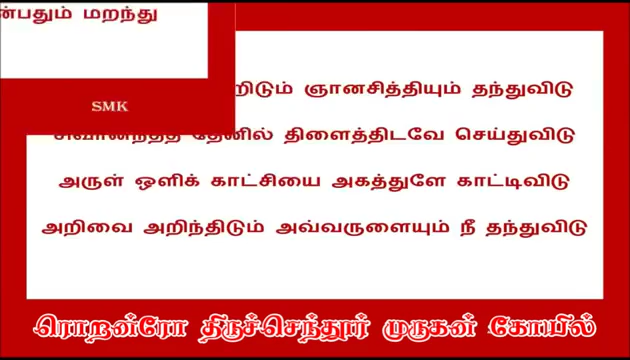 ன்பதும் மறந்து
SMK
ஞானசித்தியும் தந்துவிடு
தேனில் திளைத்திடவே செய்துவிடு
அருள் ஒளிக் காட்சியை அகத்துளே காட்டிவிடு
அறிவை அறிந்திடும் அவ்வருளையும் நீ தந்துவிடு
ரொறன்ரோ திருச்செந்தூர் முருகன் கோயில்